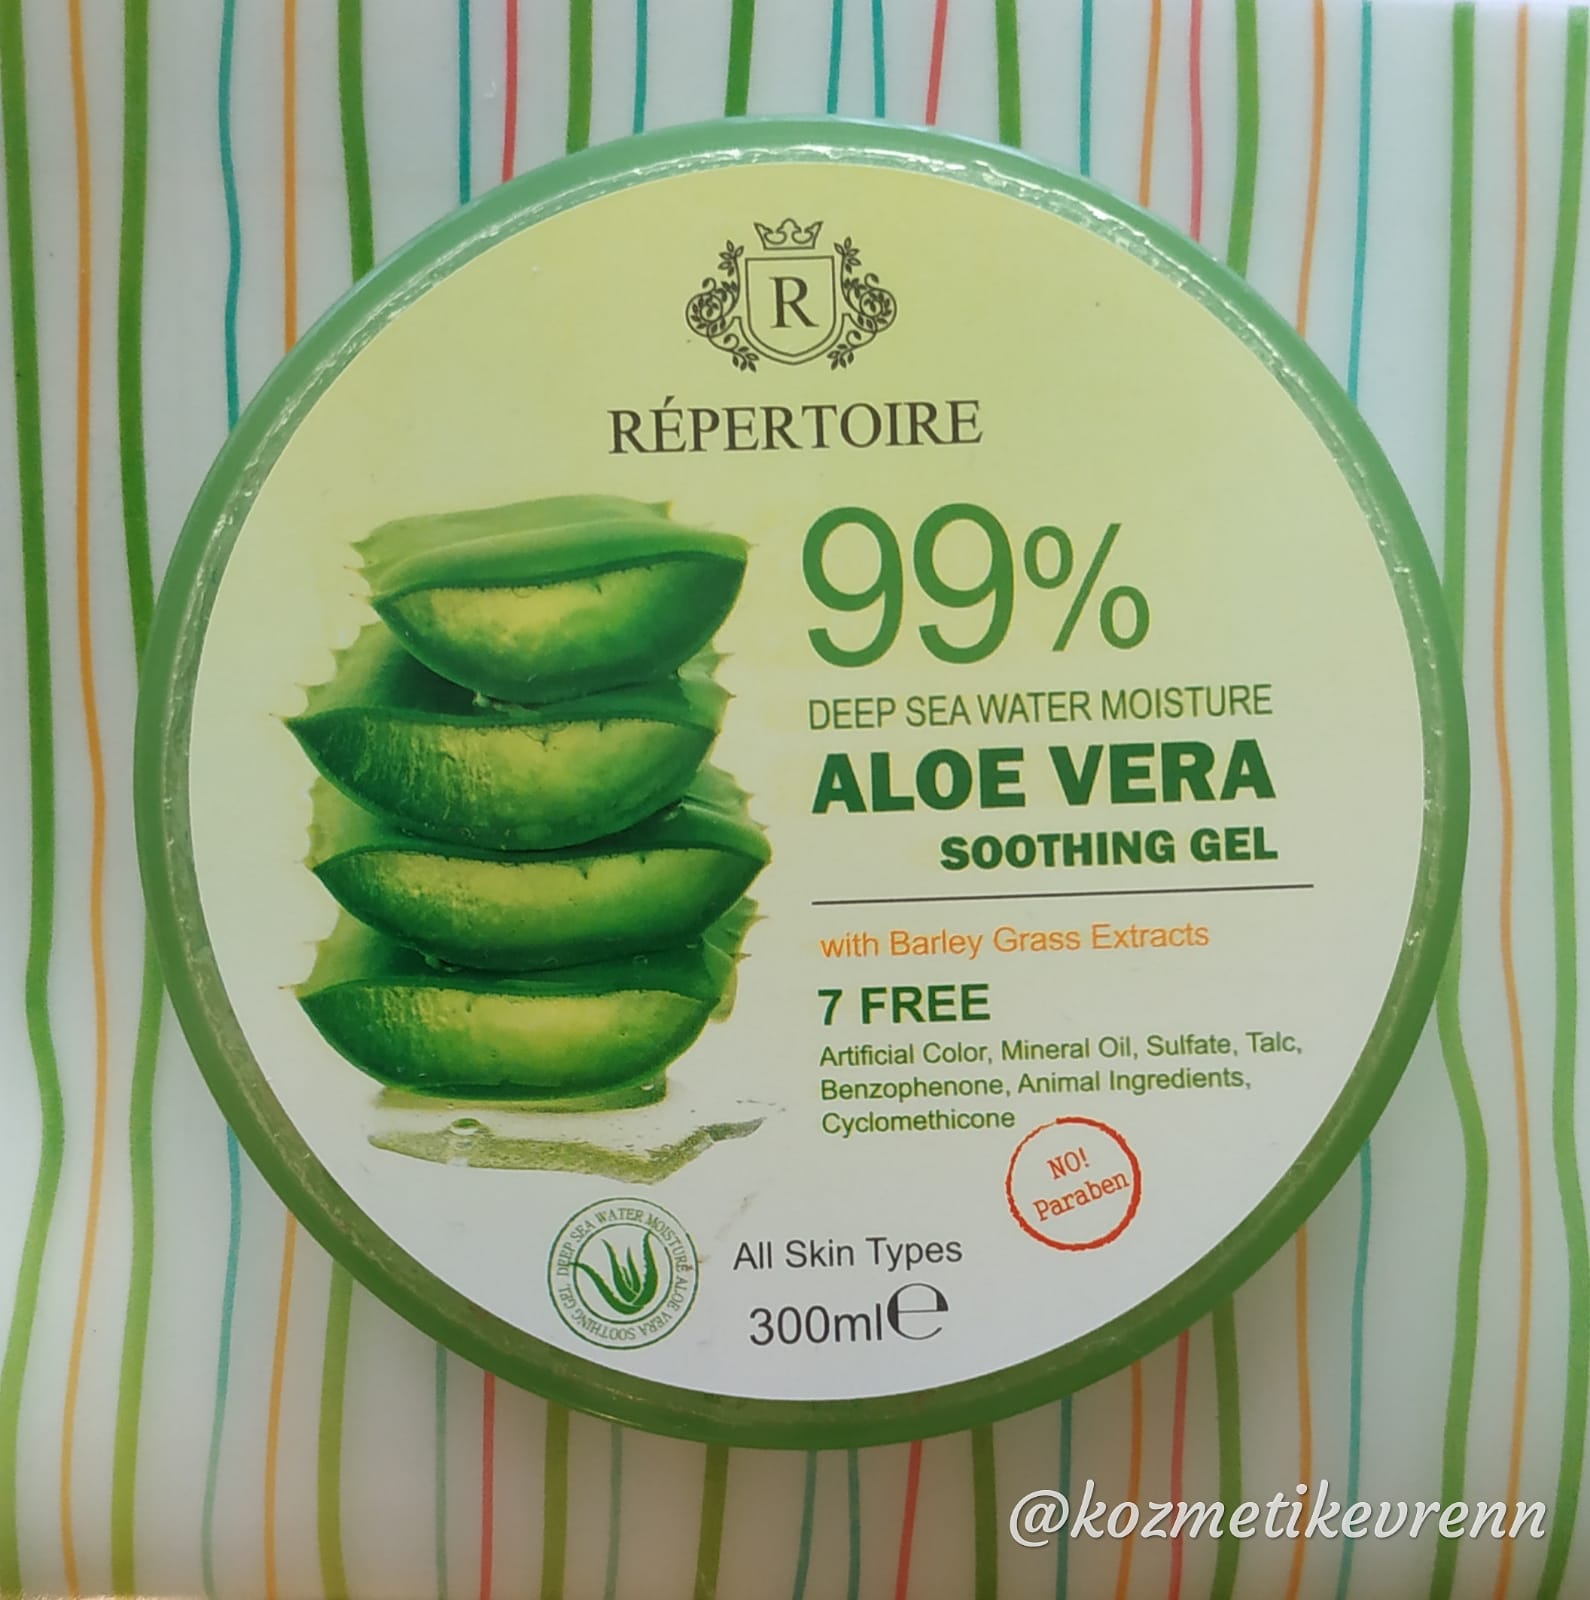 R
RÉPERTOIRE
99%
DEEP SEA WATER MOISTURE
ALOE VERA
SOOTHING GEL
with Barley Grass Extracts
7 FREE
Artificial Color, Mineral Oil, Sulfate, Talc,
Benzophenone, Animal Ingredients,
Cyclomethicone
NO!
Paraben
DEEP SEA WATER MOISTURE ALOE VERA SOOTHING GEL
All Skin Types
300ml℮
@kozmetikevrenn